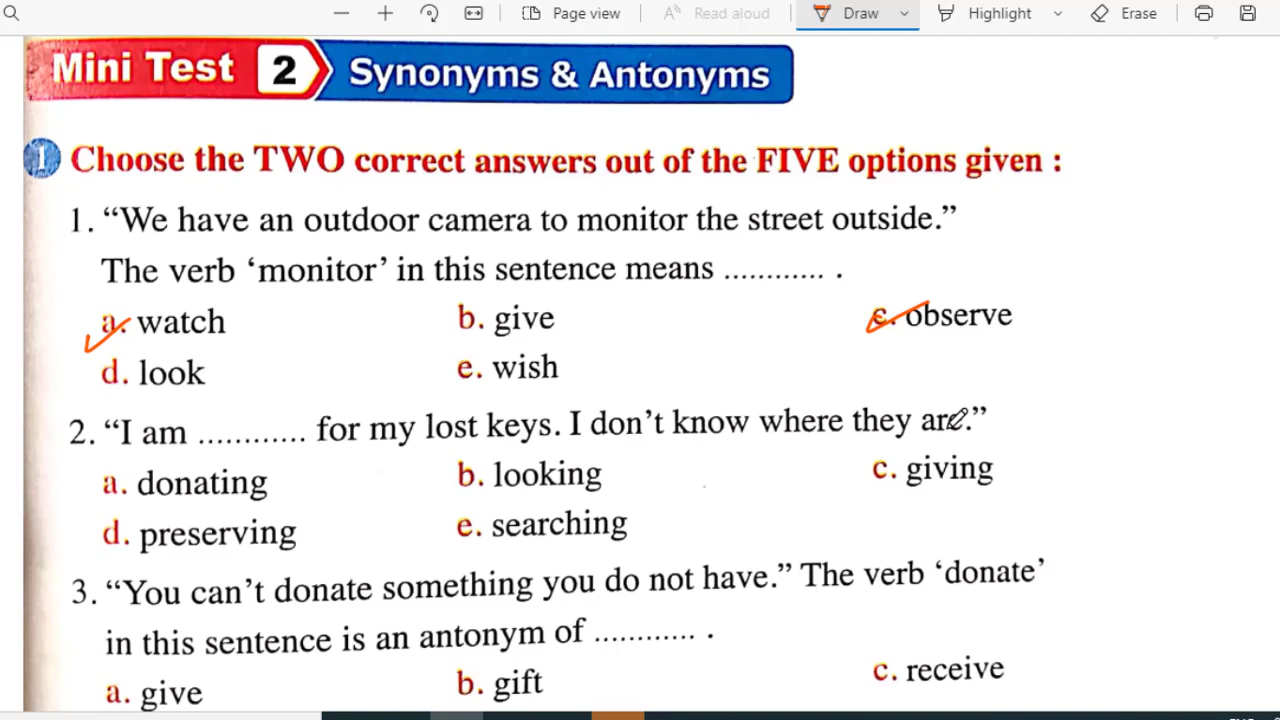 Page view
Read aloud
Draw
Highlight
Erase
Mini Test 2 Synonyms & Antonyms
1 Choose the TWO correct answers out of the FIVE options given :
1. “We have an outdoor camera to monitor the street outside.”
The verb ‘monitor’ in this sentence means ............ .
a. watch b. give c. observe
d. look e. wish
2. “I am ............ for my lost keys. I don’t know where they are.”
a. donating b. looking c. giving
d. preserving e. searching
3. “You can’t donate something you do not have.” The verb ‘donate’
in this sentence is an antonym of ............ .
a. give b. gift c. receive